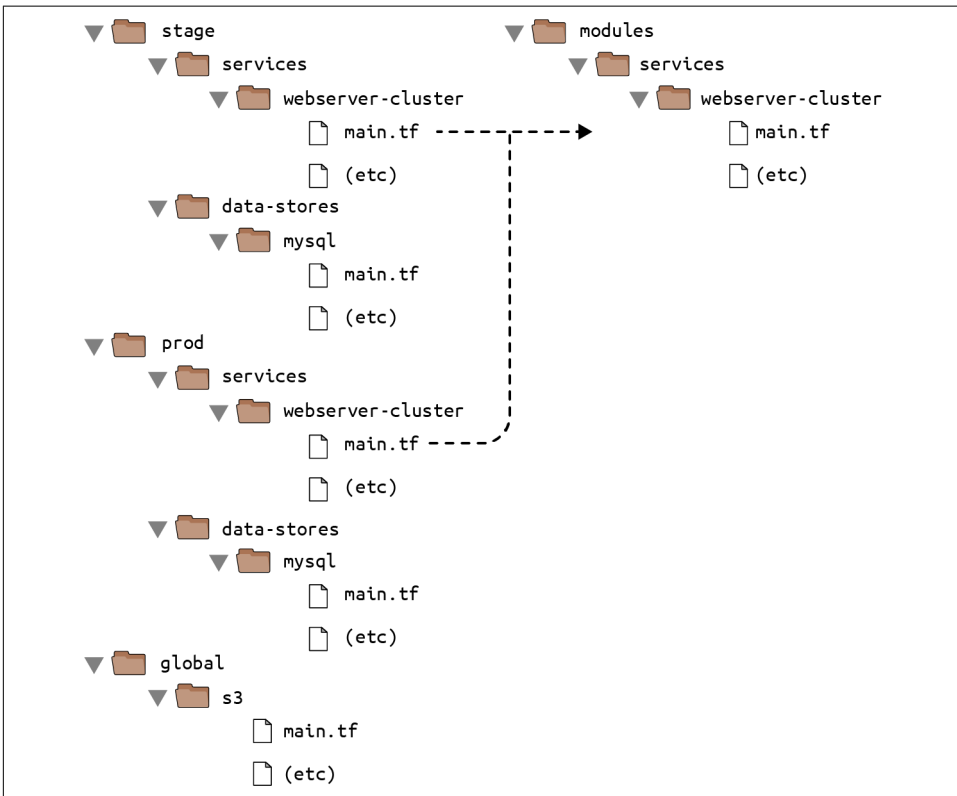 stage
services
webserver-cluster
main.tf
(etc)
data-stores
mysql
main.tf
(etc)
prod
services
webserver-cluster
main.tf
(etc)
data-stores
mysql
main.tf
(etc)
global
s3
main.tf
(etc)
modules
services
webserver-cluster
main.tf
(etc)